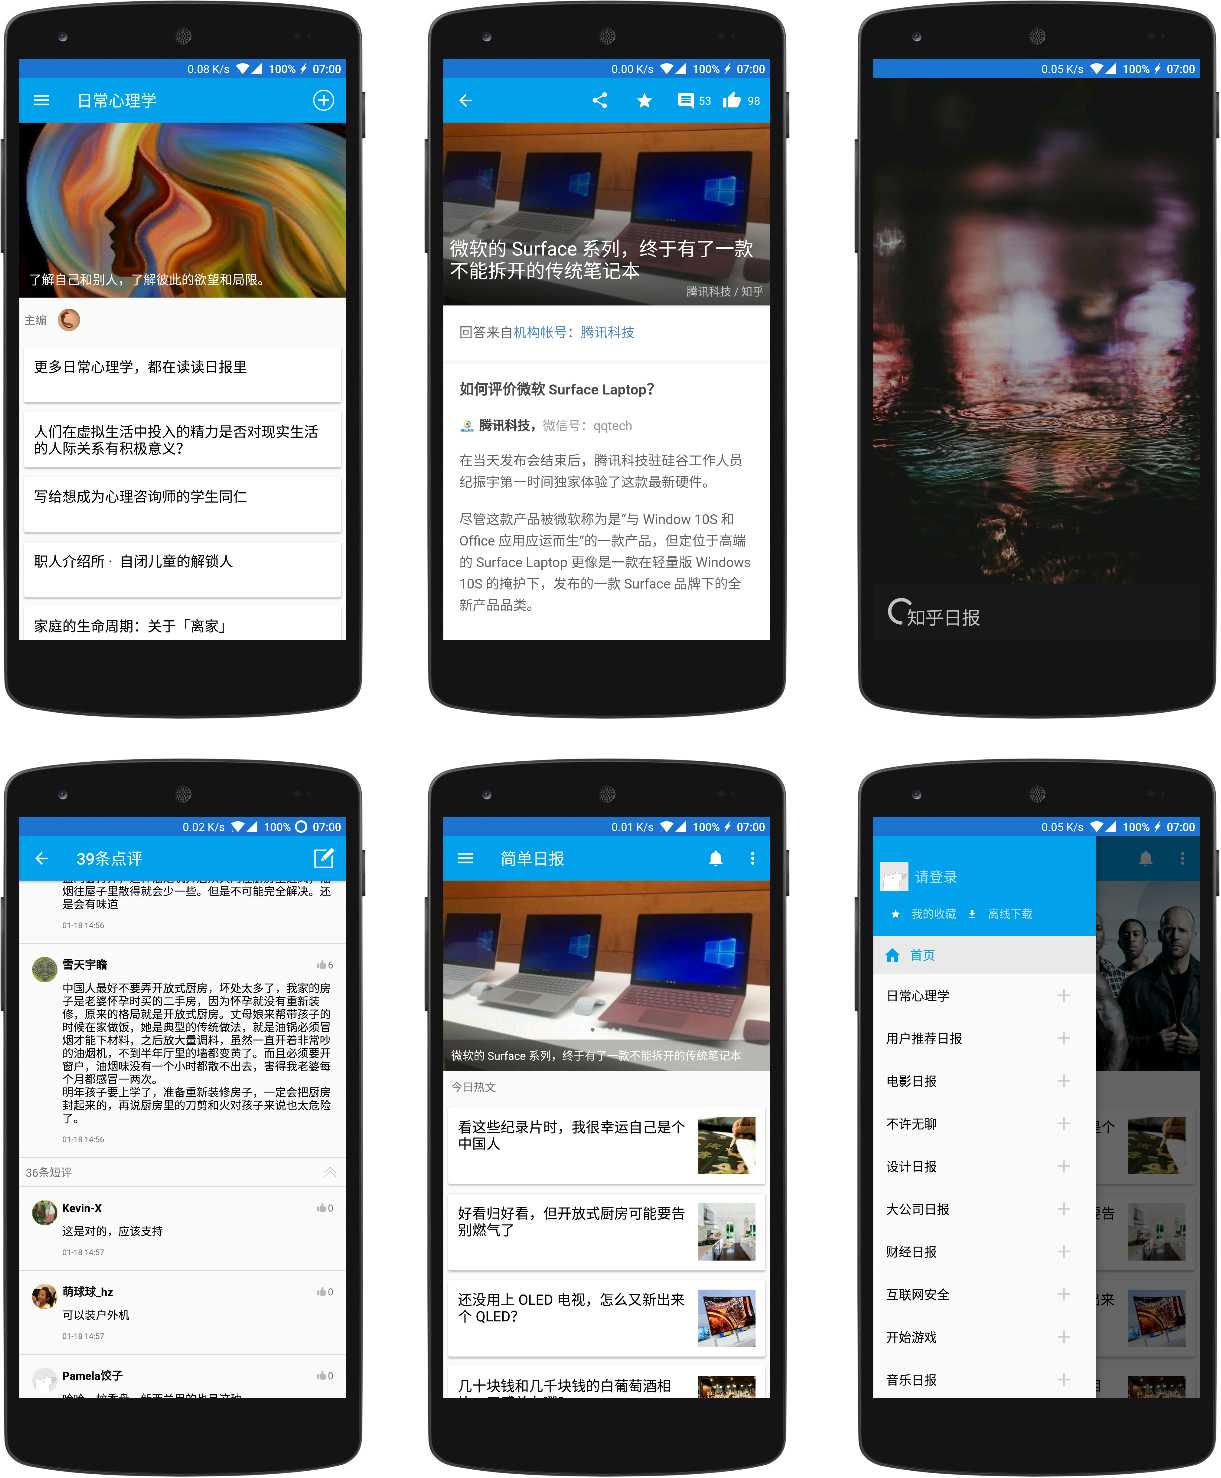 0.08 K/s 100% 07:00
日常心理学
了解自己和别人，了解彼此的欲望和局限。
主编
更多日常心理学，都在读读日报里
人们在虚拟生活中投入的精力是否对现实生活
的人际关系有积极意义？
写给想成为心理咨询师的学生同仁
职人介绍所 · 自闭儿童的解锁人
家庭的生命周期：关于「离家」
0.00 K/s 100% 07:00
53 98
微软的 Surface 系列，终于有了一款
不能拆开的传统笔记本
腾讯科技 / 知乎
回答来自机构帐号：腾讯科技
如何评价微软 Surface Laptop？
腾讯科技，微信号：qqtech
在当天发布会结束后，腾讯科技驻硅谷工作人员
纪振宇第一时间独家体验了这款最新硬件。
尽管这款产品被微软称为是“与 Window 10S 和
Office 应用应运而生”的一款产品，但定位于高端
的 Surface Laptop 更像是一款在轻量版 Windows
10S 的掩护下，发布的一款 Surface 品牌下的全
新产品品类。
0.05 K/s 100% 07:00
知乎日报
0.02 K/s 100% 07:00
39条点评
烟往屋子里散得就会少一些。但是不可能完全解决。还
是会有味道
01-18 14:56
雪天宇瞻
6
中国人最好不要弄开放式厨房，坏处太多了，我家的房
子是老婆怀孕时买的二手房，因为怀孕就没有重新装
修，原来的格局就是开放式厨房。丈母娘来帮带孩子的
时候在家做饭，她是典型的传统做法，就是油锅必须冒
烟才能下材料，之后放大量调料，虽然一直开着非常吵
的油烟机，不到半年厅里的墙都变黄了。而且必须要开
窗户，油烟味没有一个小时都散不出去，害得我老婆每
个月都感冒一两次。
明年孩子要上学了，准备重新装修房子，一定会把厨房
封起来的，再说厨房里的刀剪和火对孩子来说也太危险
了。
01-18 14:56
36条短评
Kevin-X
0
这是对的，应该支持
01-18 14:57
萌球球_hz
0
可以装户外机
01-18 14:57
Pamela饺子
0
0.01 K/s 100% 07:00
简单日报
微软的 Surface 系列，终于有了一款不能拆开的传统笔记本
今日热文
看这些纪录片时，我很幸运自己是个
中国人
好看归好看，但开放式厨房可能要告
别燃气了
还没用上 OLED 电视，怎么又新出来
个 QLED？
几十块钱和几千块钱的白葡萄酒相
0.05 K/s 100% 07:00
请登录
我的收藏 离线下载
首页
日常心理学
用户推荐日报
电影日报
不许无聊
设计日报
大公司日报
财经日报
互联网安全
开始游戏
音乐日报
是个
要告
出来
相